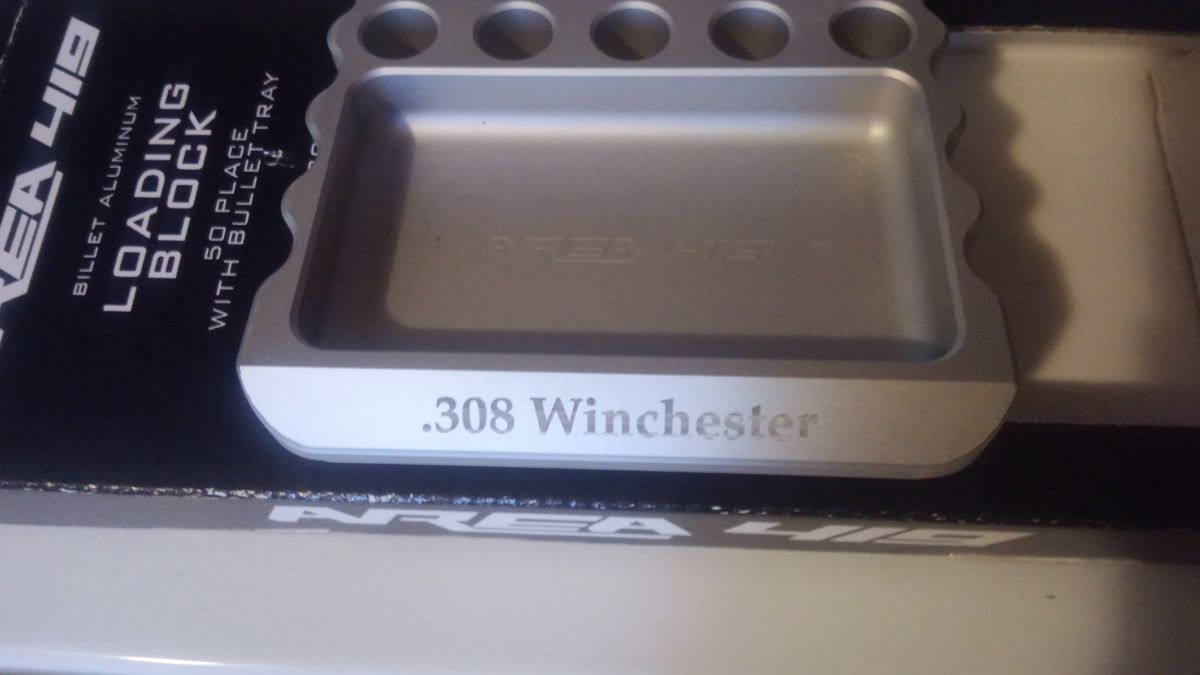 AREA 419
BILLET ALUMINUM
LOADING
BLOCK
50 PLACE
WITH BULLET TRAY
AREA 419
.308 Winchester
AREA 419